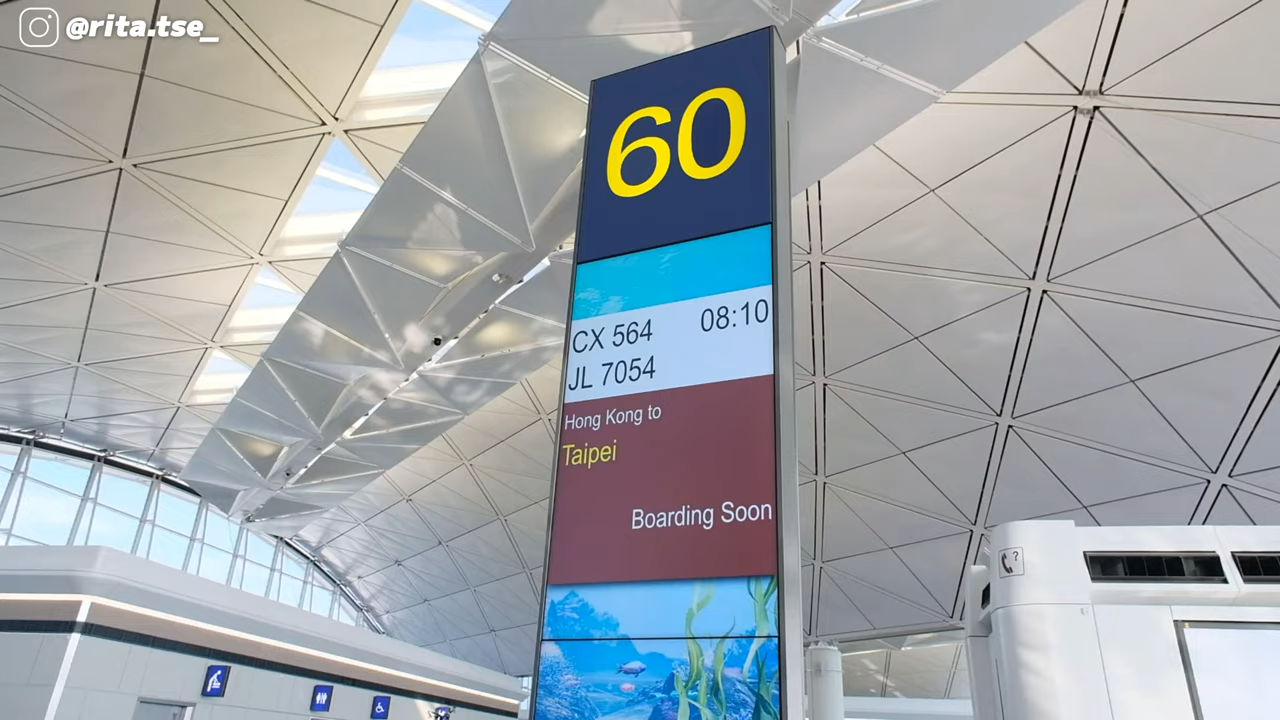 @rita.tse_
60
CX 564 08:10
JL 7054
Hong Kong to
Taipei
Boarding Soon
?